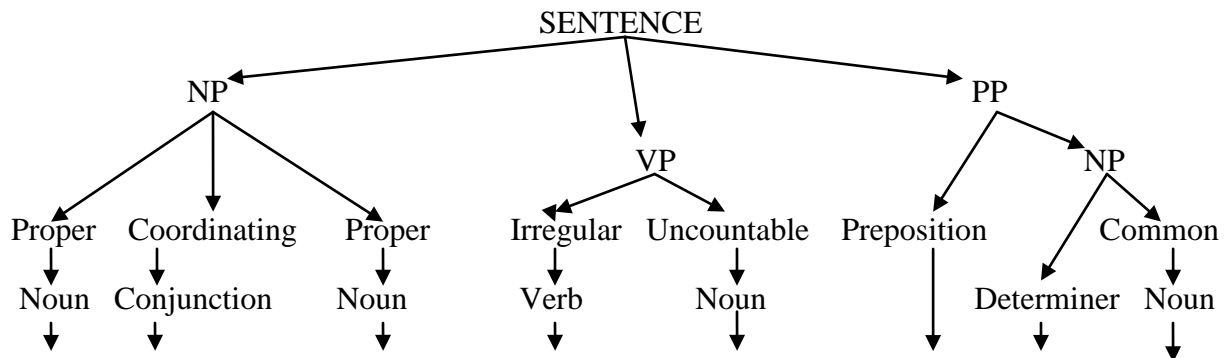 SENTENCE
NP PP
VP NP
Proper Coordinating Proper Irregular Uncountable Preposition Common
Noun Conjunction Noun Verb Noun Determiner Noun